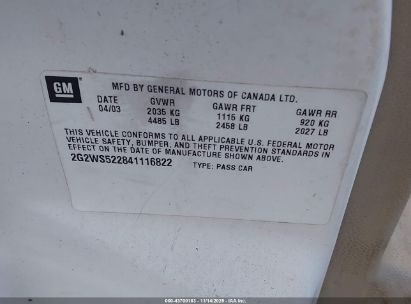 GM
MFD BY GENERAL MOTORS OF CANADA LTD.
DATE GVWR GAWR FRT GAWR RR
04/03 2035 KG 1115 KG 920 KG
4485 LB 2458 LB 2027 LB
THIS VEHICLE CONFORMS TO ALL APPLICABLE U.S. FEDERAL MOTOR
VEHICLE SAFETY, BUMPER, AND THEFT PREVENTION STANDARDS IN
EFFECT ON THE DATE OF MANUFACTURE SHOWN ABOVE.
2G2WS522841116822 TYPE: PASS CAR